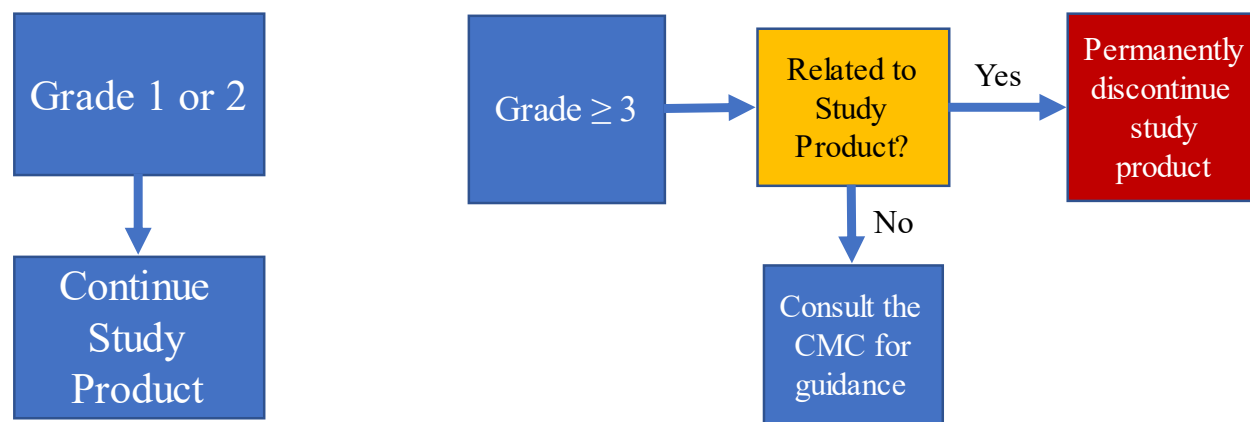 Grade 1 or 2
Continue
Study
Product
Grade ≥ 3
Related to
Study
Product?
Yes
Permanently
discontinue
study
product
No
Consult the
CMC for
guidance